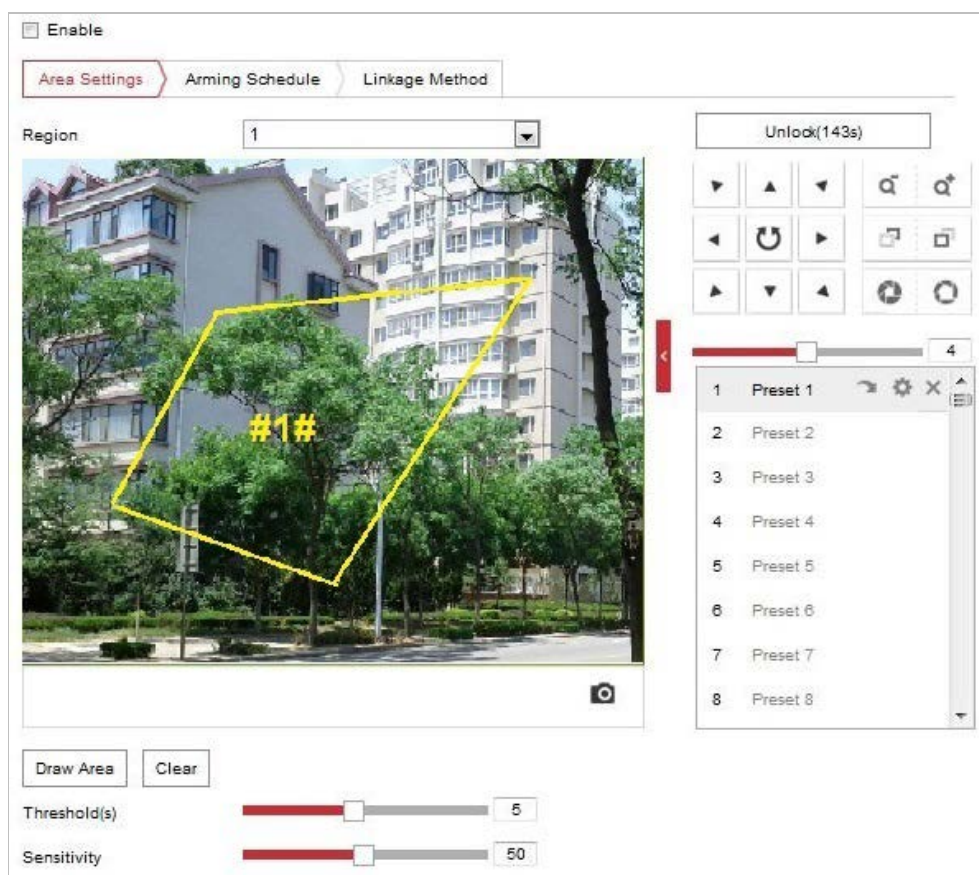 Enable
Area Settings Arming Schedule Linkage Method
Region 1
Unlock(143s)
#1#
4
1 Preset 1
2 Preset 2
3 Preset 3
4 Preset 4
5 Preset 5
6 Preset 6
7 Preset 7
8 Preset 8
Draw Area Clear
Threshold(s) 5
Sensitivity 50